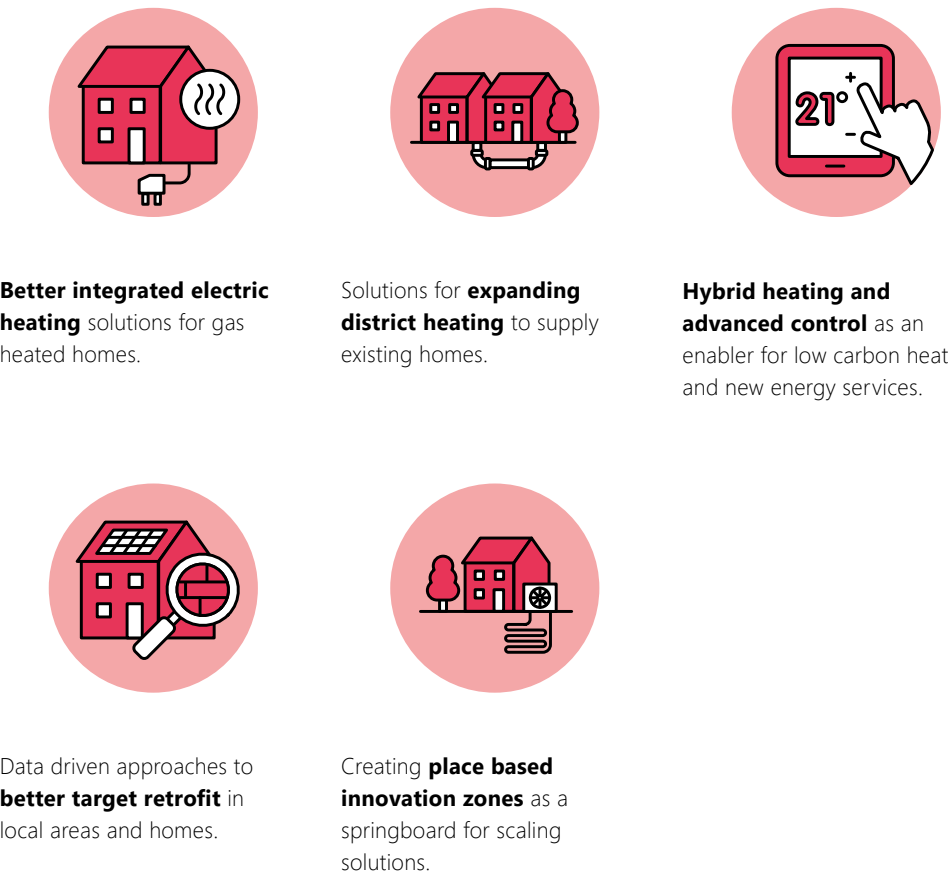 21°
Better integrated electric
heating solutions for gas
heated homes.
Solutions for expanding
district heating to supply
existing homes.
Hybrid heating and
advanced control as an
enabler for low carbon heat
and new energy services.
Data driven approaches to
better target retrofit in
local areas and homes.
Creating place based
innovation zones as a
springboard for scaling
solutions.